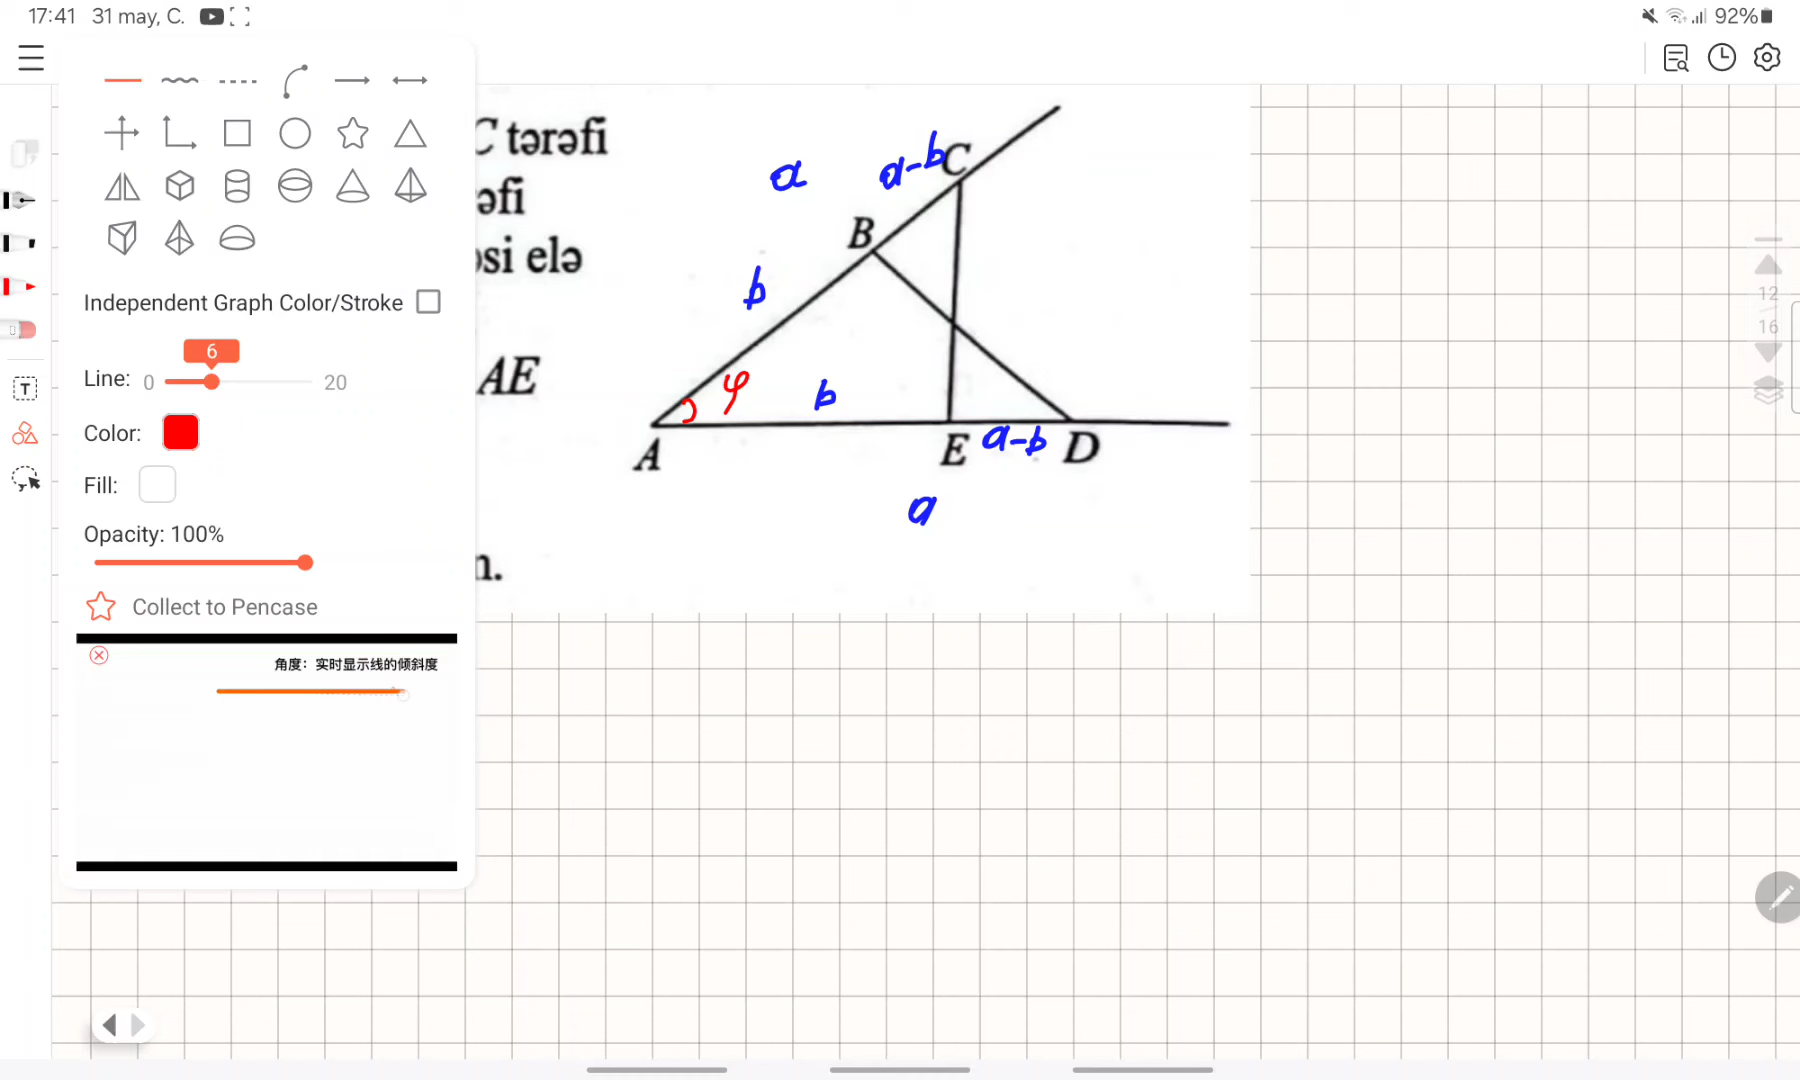 17:41 31 may, C.
92%
C tərəfi
əfi
si elə
AE
n.
a
a-b
C
B
b
φ
b
A
E
a-b
D
a
Independent Graph Color/Stroke
6
Line: 0 20
Color:
Fill:
Opacity: 100%
Collect to Pencase
角度：实时显示线的倾斜度
T
12
16